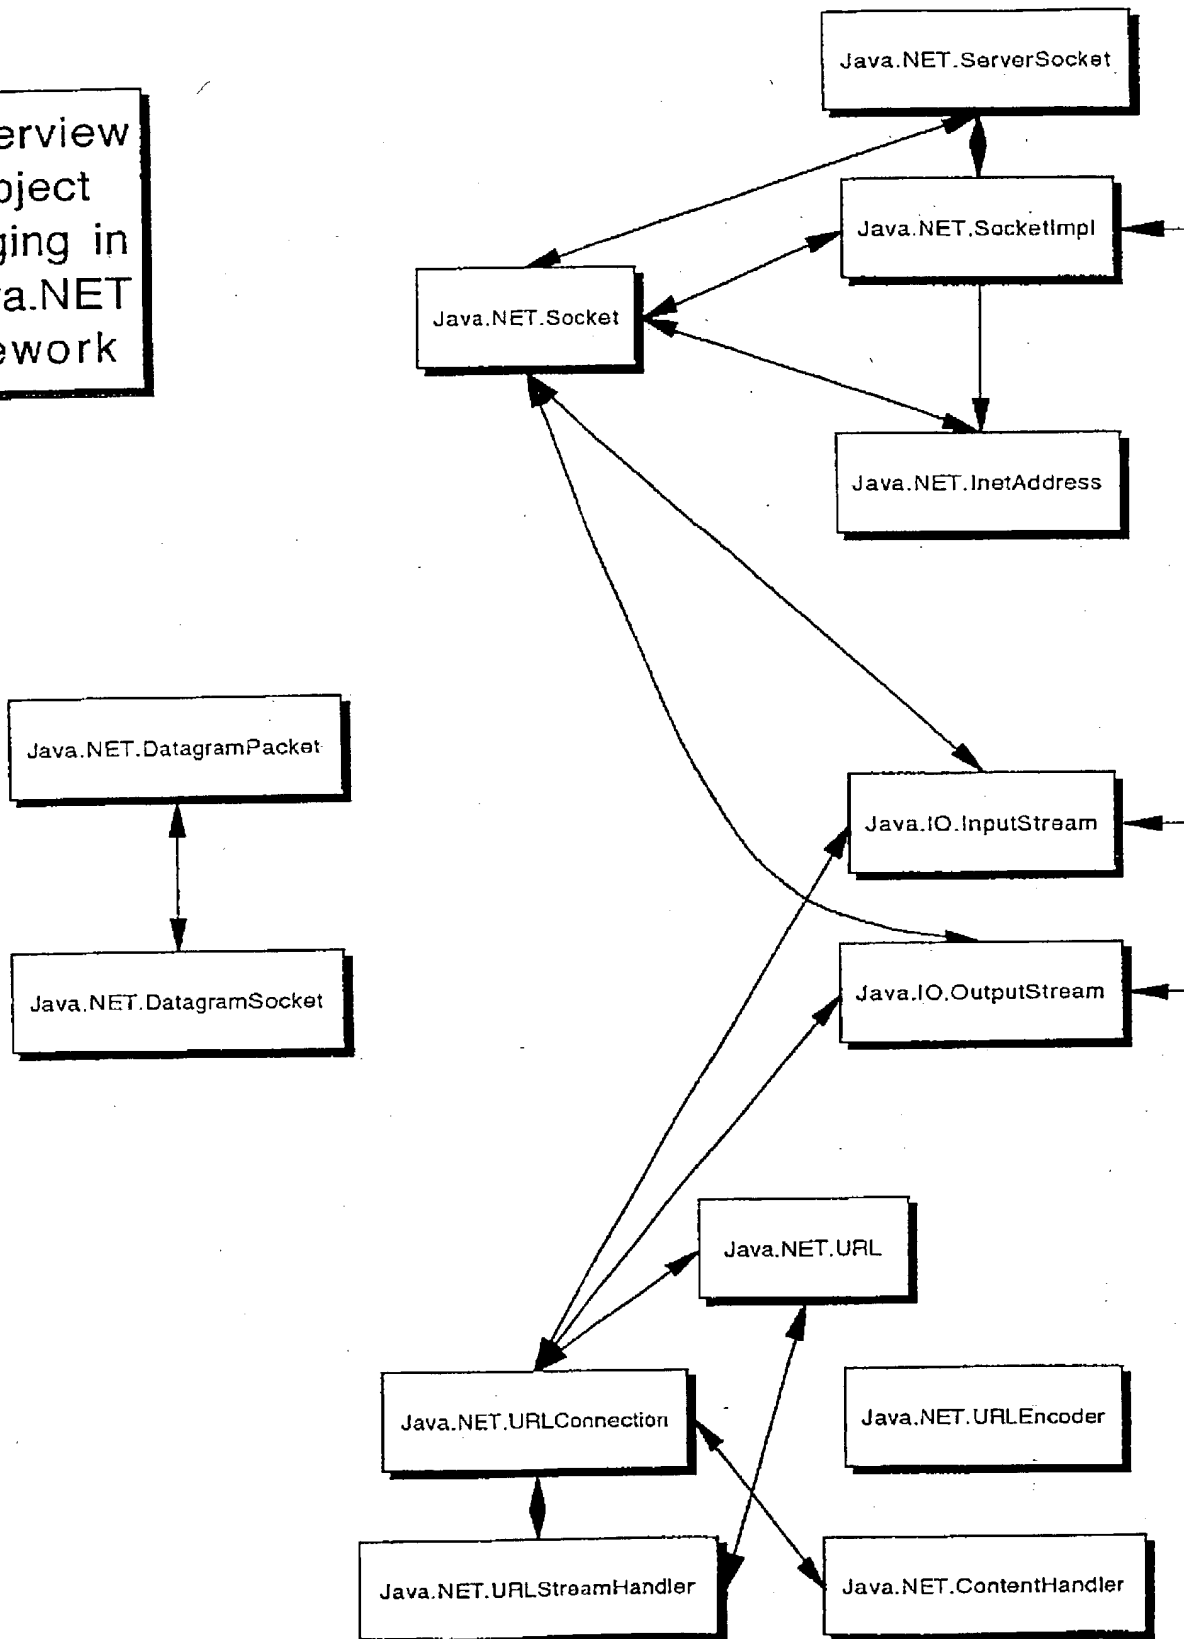 erview
ject
ging in
a.NET
ework
Java.NET.ServerSocket
Java.NET.SocketImpl
Java.NET.Socket
Java.NET.InetAddress
Java.NET.DatagramPacket
Java.IO.InputStream
Java.NET.DatagramSocket
Java.IO.OutputStream
Java.NET.URL
Java.NET.URLConnection
Java.NET.URLEncoder
Java.NET.URLStreamHandler
Java.NET.ContentHandler